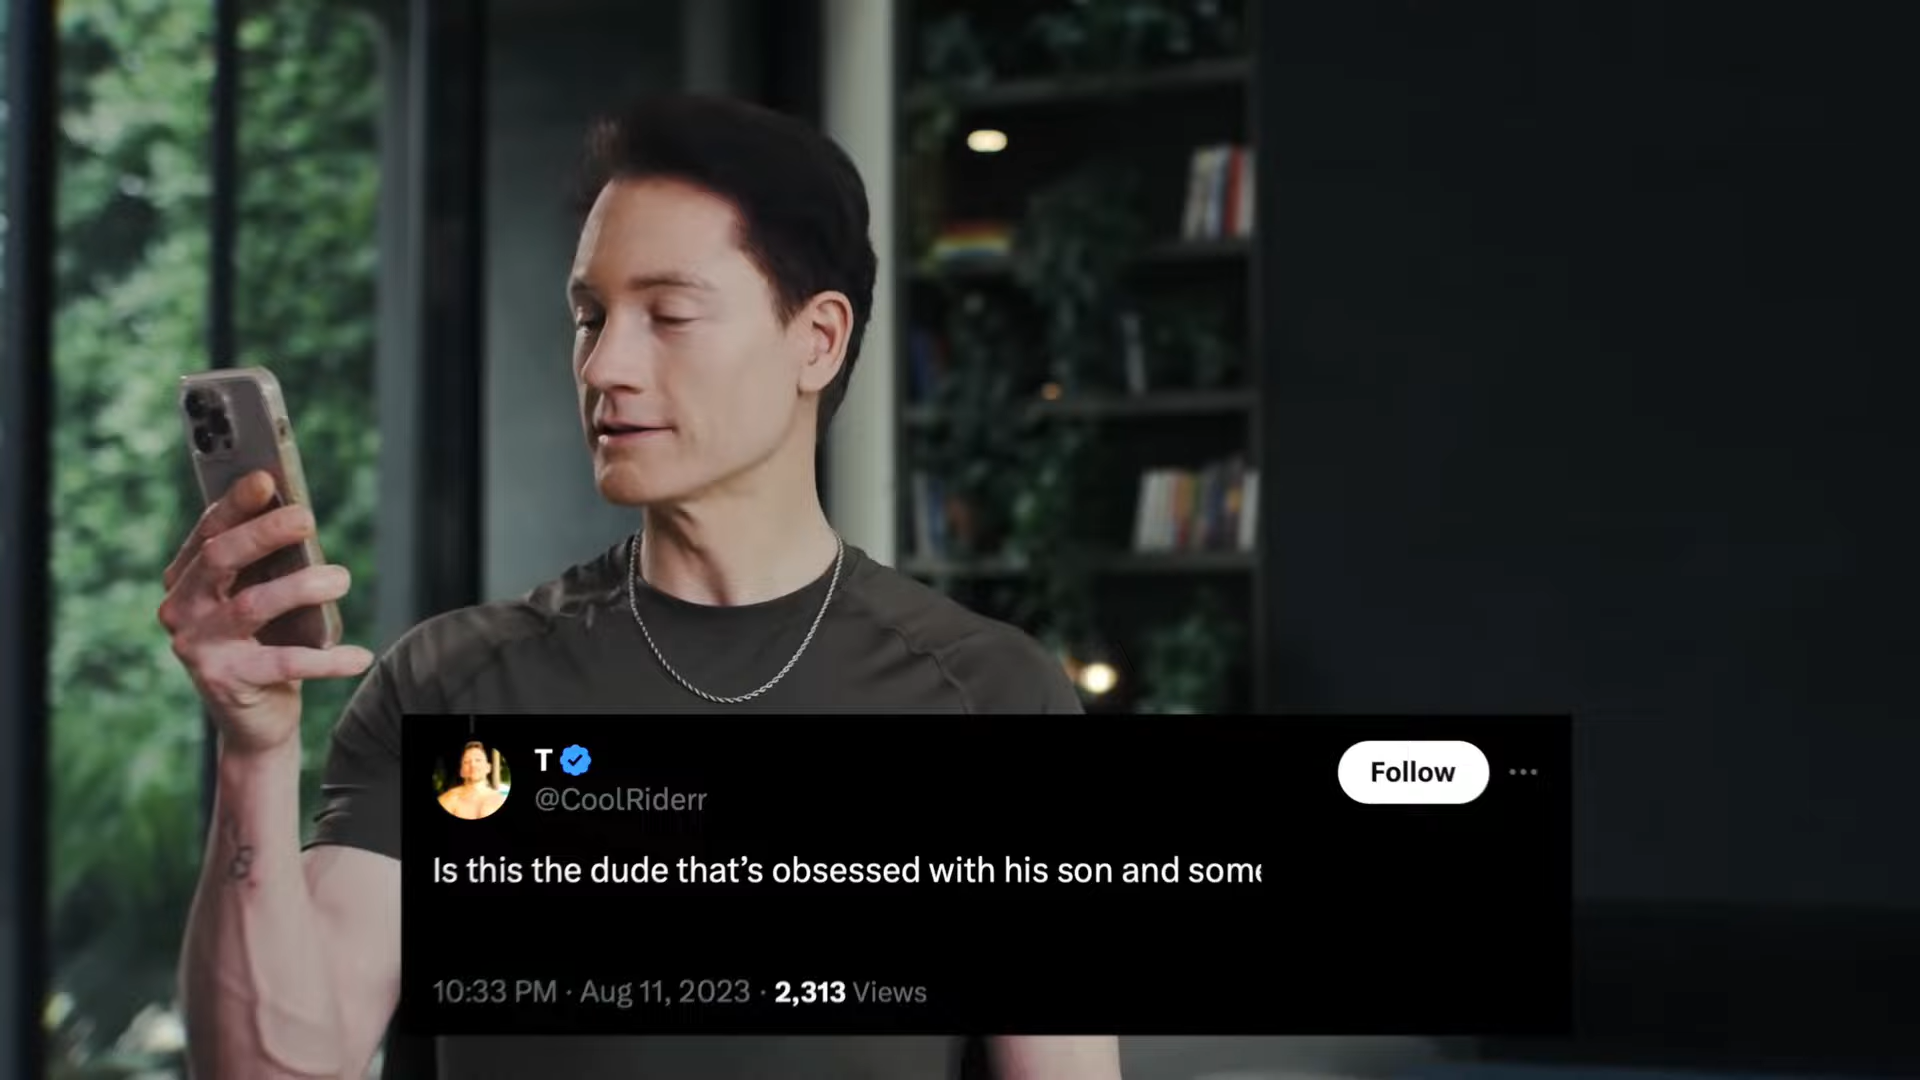 T
@CoolRiderr
Follow
Is this the dude that's obsessed with his son and some
10:33 PM · Aug 11, 2023 · 2,313 Views